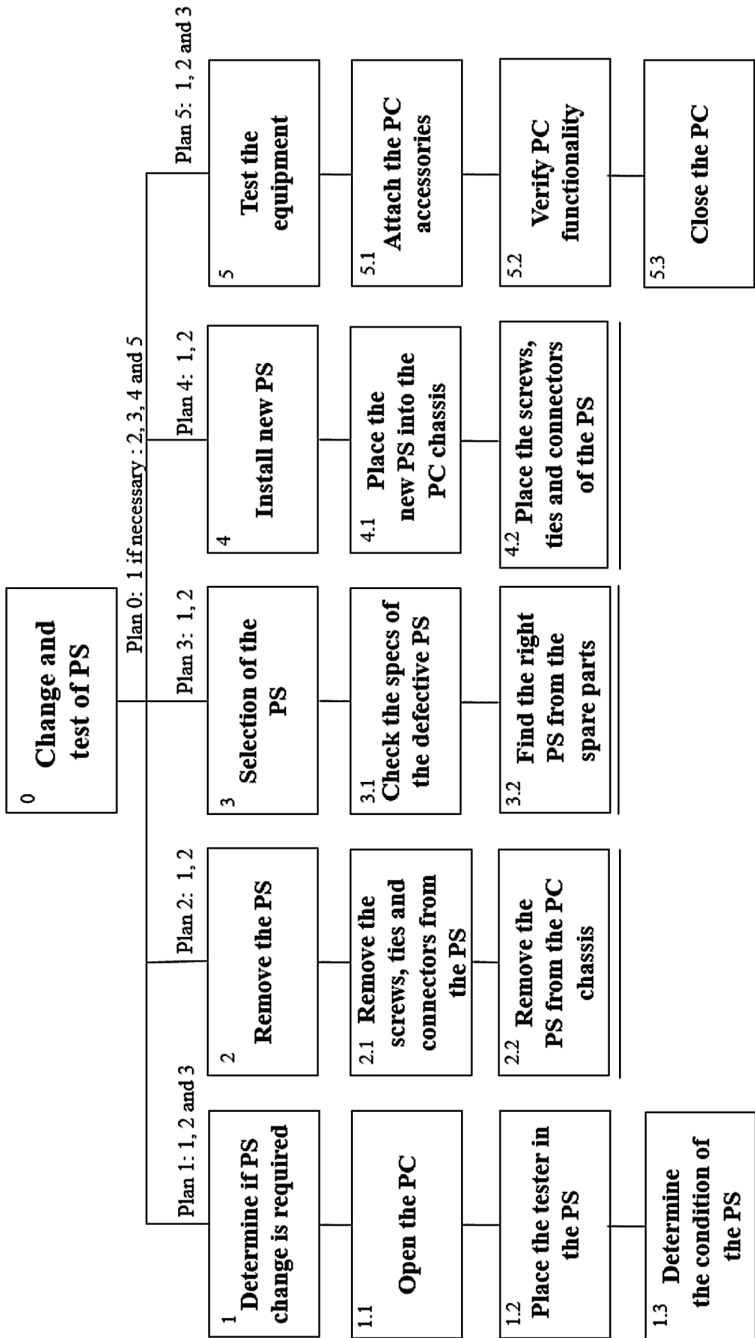 0
Change and
test of PS
Plan 0: 1 if necessary : 2, 3, 4 and 5
Plan 1: 1, 2 and 3
1
Determine if PS
change is required
1.1
Open the PC
1.2
Place the tester in
the PS
1.3
Determine
the condition of
the PS
Plan 2: 1, 2
2
Remove the PS
2.1 Remove the
screws, ties and
connectors from
the PS
2.2 Remove the
PS from the PC
chassis
Plan 3: 1, 2
3
Selection of the
PS
3.1
Check the specs of
the defective PS
3.2 Find the right
PS from the
spare parts
Plan 4: 1, 2
4
Install new PS
4.1 Place the
new PS into the
PC chassis
4.2 Place the screws,
ties and connectors
of the PS
Plan 5: 1, 2 and 3
5
Test the
equipment
5.1
Attach the PC
accessories
5.2
Verify PC
functionality
5.3
Close the PC